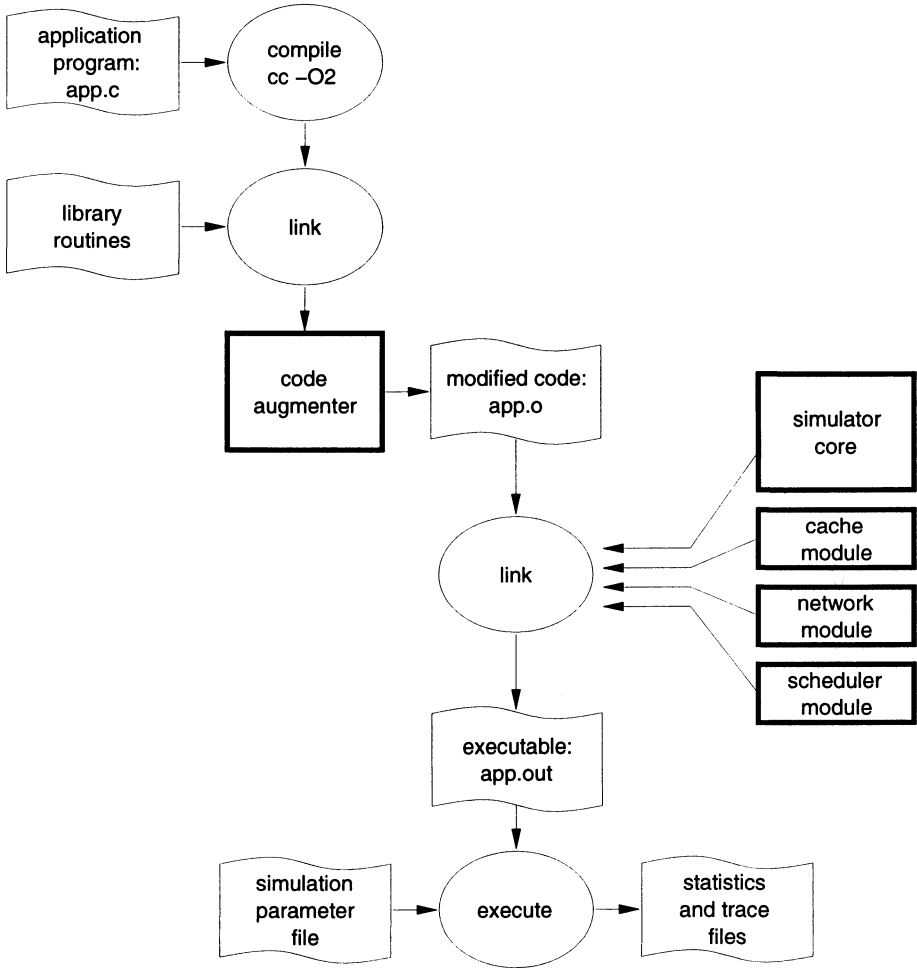 application
program:
app.c
compile
cc –O2
library
routines
link
code
augmenter
modified code:
app.o
simulator
core
cache
module
link
network
module
scheduler
module
executable:
app.out
simulation
parameter
file
execute
statistics
and trace
files